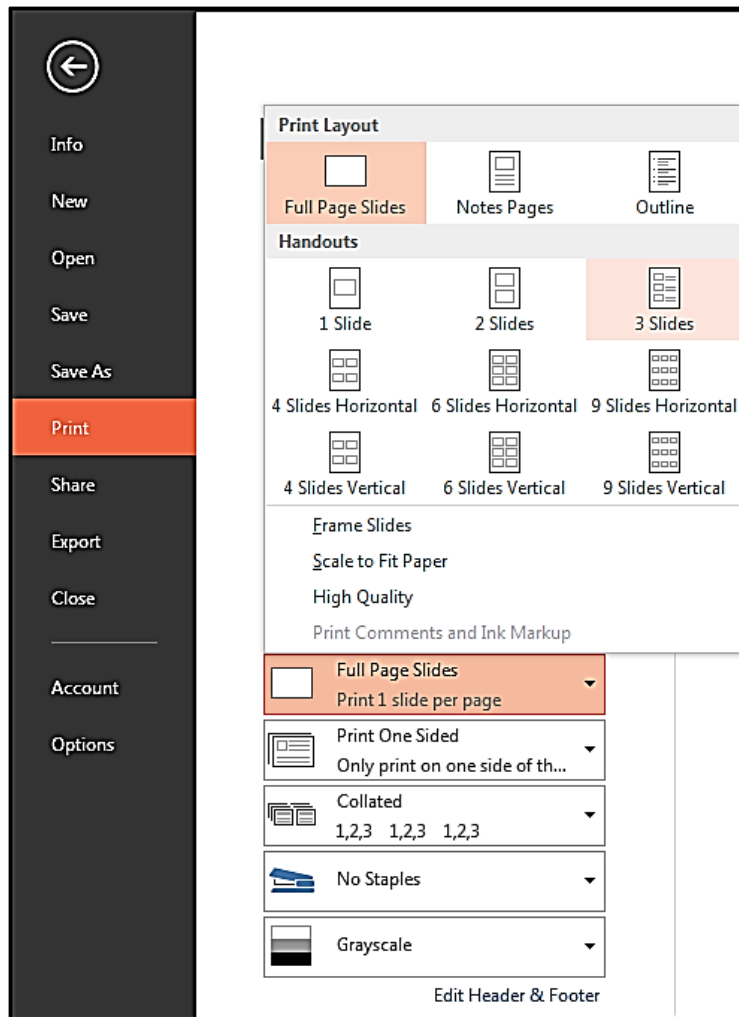 Info
New
Open
Save
Save As
Print
Share
Export
Close
Account
Options
Print Layout
Full Page Slides Notes Pages Outline
Handouts
1 Slide 2 Slides 3 Slides
4 Slides Horizontal 6 Slides Horizontal 9 Slides Horizontal
4 Slides Vertical 6 Slides Vertical 9 Slides Vertical
Frame Slides
Scale to Fit Paper
High Quality
Print Comments and Ink Markup
Full Page Slides
Print 1 slide per page
Print One Sided
Only print on one side of th...
Collated
1,2,3 1,2,3 1,2,3
No Staples
Grayscale
Edit Header & Footer